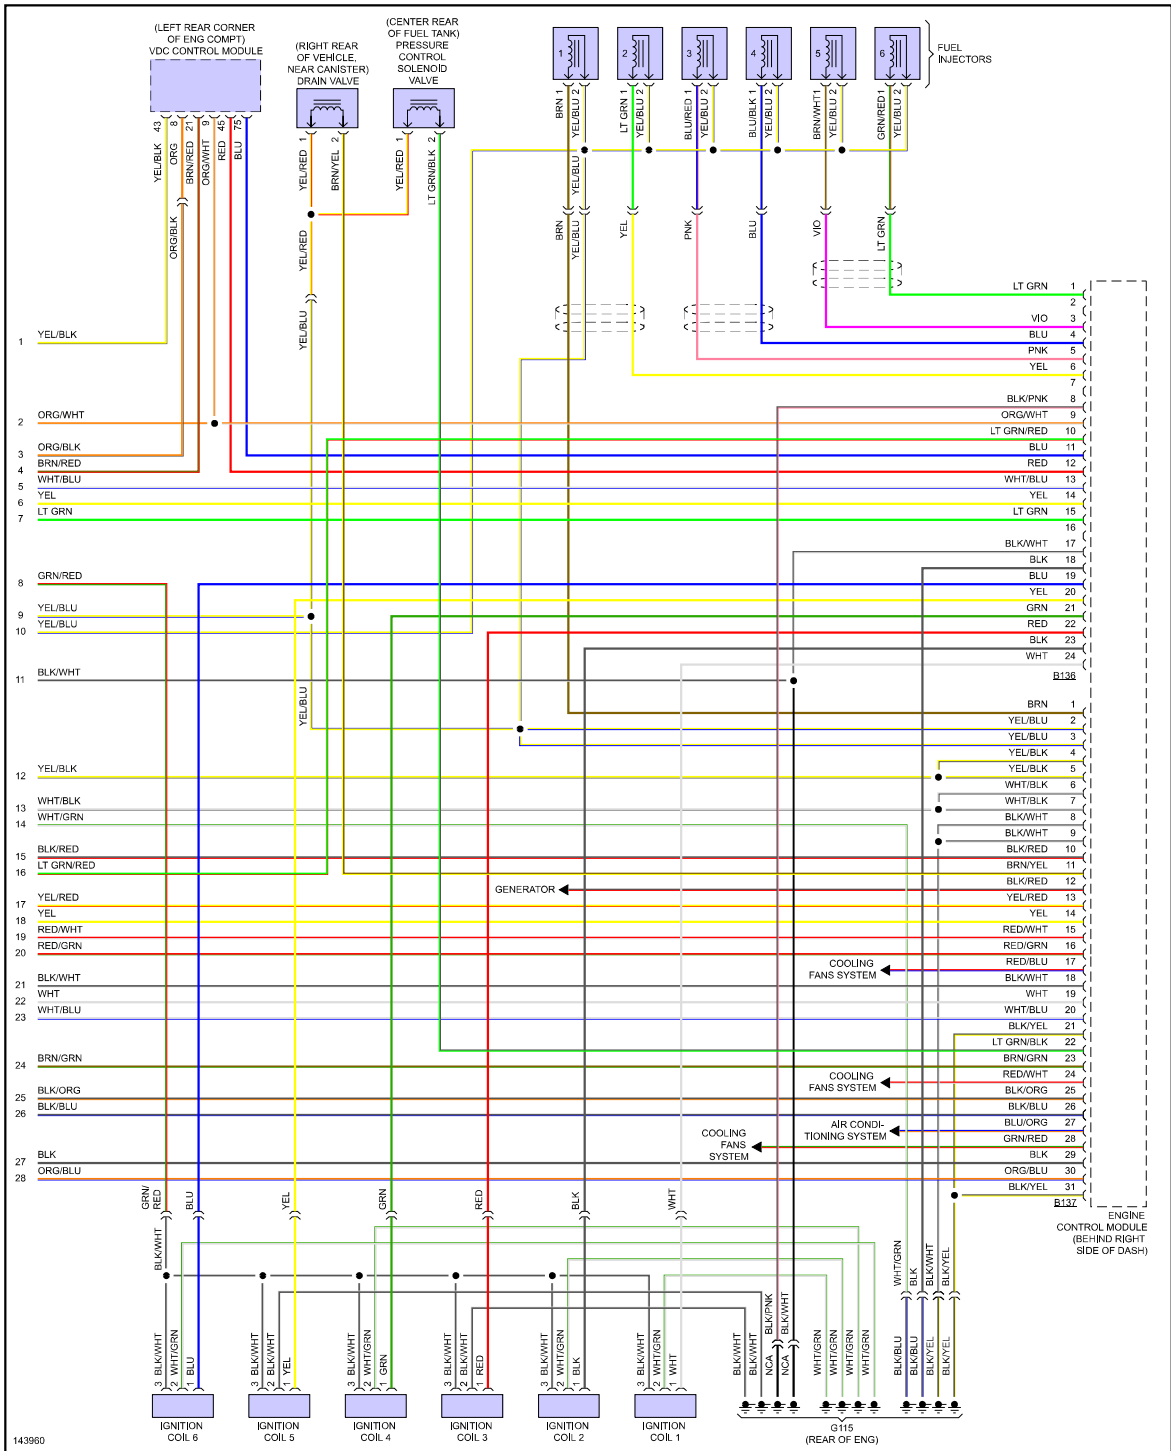 (LEFT REAR CORNER
OF ENG COMPT)
VDC CONTROL MODULE
(RIGHT REAR
OF VEHICLE,
NEAR CANISTER)
DRAIN VALVE
(CENTER REAR
OF FUEL TANK)
PRESSURE
CONTROL
SOLENOID
VALVE
1
2
3
4
5
6
FUEL
INJECTORS
YEL/BLK 43
ORG 8
BRN/RED 21
ORG/WHT 9
RED 45
BLU 75
ORG/BLK
YEL/RED 1
BRN/YEL 2
YEL/RED 1
LT GRN/BLK 2
BRN 1
YEL/BLU 2
LT GRN 1
YEL/BLU 2
BLU/RED 1
YEL/BLU 2
BLU/BLK 1
YEL/BLU 2
BRN/WHT 1
YEL/BLU 2
GRN/RED 1
YEL/BLU 2
YEL/BLU
YEL/RED
YEL/BLU
BRN
YEL/BLU
YEL
PNK
BLU
VIO
LT GRN
1 YEL/BLK
2 ORG/WHT
3 ORG/BLK
4 BRN/RED
5 WHT/BLU
6 YEL
7 LT GRN
8 GRN/RED
9 YEL/BLU
10 YEL/BLU
11 BLK/WHT
12 YEL/BLK
13 WHT/BLK
14 WHT/GRN
15 BLK/RED
16 LT GRN/RED
17 YEL/RED
18 YEL
19 RED/WHT
20 RED/GRN
21 BLK/WHT
22 WHT
23 WHT/BLU
24 BRN/GRN
25 BLK/ORG
26 BLK/BLU
27 BLK
28 ORG/BLU
YEL/BLU
LT GRN 1
2
VIO 3
BLU 4
PNK 5
YEL 6
7
BLK/PNK 8
ORG/WHT 9
LT GRN/RED 10
BLU 11
RED 12
WHT/BLU 13
YEL 14
LT GRN 15
16
BLK/WHT 17
BLK 18
BLU 19
YEL 20
GRN 21
RED 22
BLK 23
WHT 24
B136
BRN 1
YEL/BLU 2
YEL/BLU 3
YEL/BLK 4
YEL/BLK 5
WHT/BLK 6
WHT/BLK 7
BLK/WHT 8
BLK/WHT 9
BLK/RED 10
BRN/YEL 11
BLK/RED 12
YEL/RED 13
YEL 14
RED/WHT 15
RED/GRN 16
RED/BLU 17
BLK/WHT 18
WHT 19
WHT/BLU 20
BLK/YEL 21
LT GRN/BLK 22
BRN/GRN 23
RED/WHT 24
BLK/ORG 25
BLK/BLU 26
BLU/ORG 27
GRN/RED 28
BLK 29
ORG/BLU 30
BLK/YEL 31
B137
ENGINE
CONTROL MODULE
(BEHIND RIGHT
SIDE OF DASH)
GENERATOR
COOLING
FANS SYSTEM
COOLING
FANS SYSTEM
AIR CONDI-
TIONING SYSTEM
COOLING
FANS
SYSTEM
GRN/
RED
BLU
YEL
GRN
RED
BLK
WHT
BLK/WHT
WHT/GRN
BLK
BLK/WHT
BLK/YEL
BLK/PNK
BLK/WHT
3 BLK/WHT
2 WHT/GRN
1 BLU
3 BLK/WHT
2 BLK/WHT
1 YEL
3 BLK/WHT
2 WHT/GRN
1 GRN
3 BLK/WHT
2 BLK/WHT
1 RED
3 BLK/WHT
2 WHT/GRN
1 BLK
3 BLK/WHT
2 WHT/GRN
1 WHT
BLK/WHT
BLK/WHT
NCA
NCA
WHT/GRN
WHT/GRN
WHT/GRN
WHT/GRN
BLK/BLU
BLK/BLU
BLK/YEL
BLK/YEL
IGNITION
COIL 6
IGNITION
COIL 5
IGNITION
COIL 4
IGNITION
COIL 3
IGNITION
COIL 2
IGNITION
COIL 1
G115
(REAR OF ENG)
143960